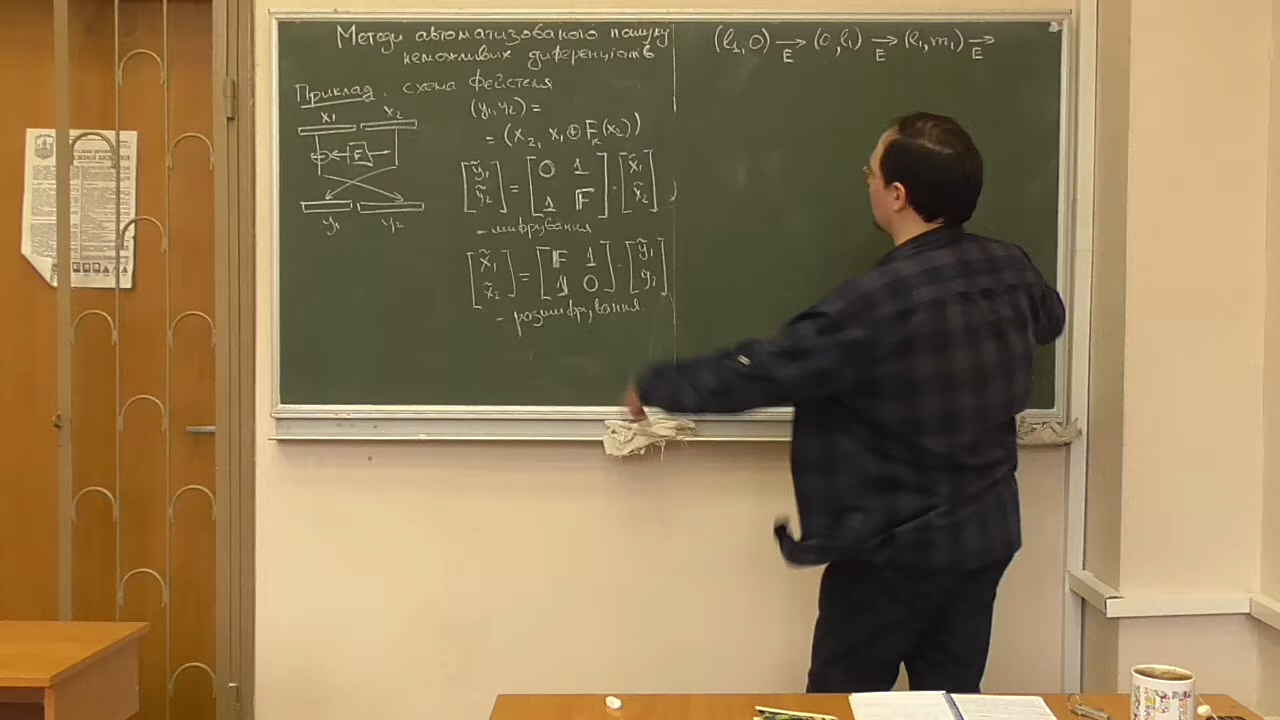 Методи автоматизованого пошуку
неможливих диференціалів
Приклад. схема Фейстеля
x₁ x₂
F
y₁ y₂
(y₁, y₂) =
= (x₂, x₁ ⊕ F_k(x₂))
[ỹ₁ ỹ₂] = [0 1 1 F] · [x̃₁ x̃₂]
- шифрування
[x̃₁ x̃₂] = [F 1 1 0] · [ỹ₁ y₂]
- розшифрування
(l₁, 0) →E (0, l₁) →E (l₁, m₁) →E